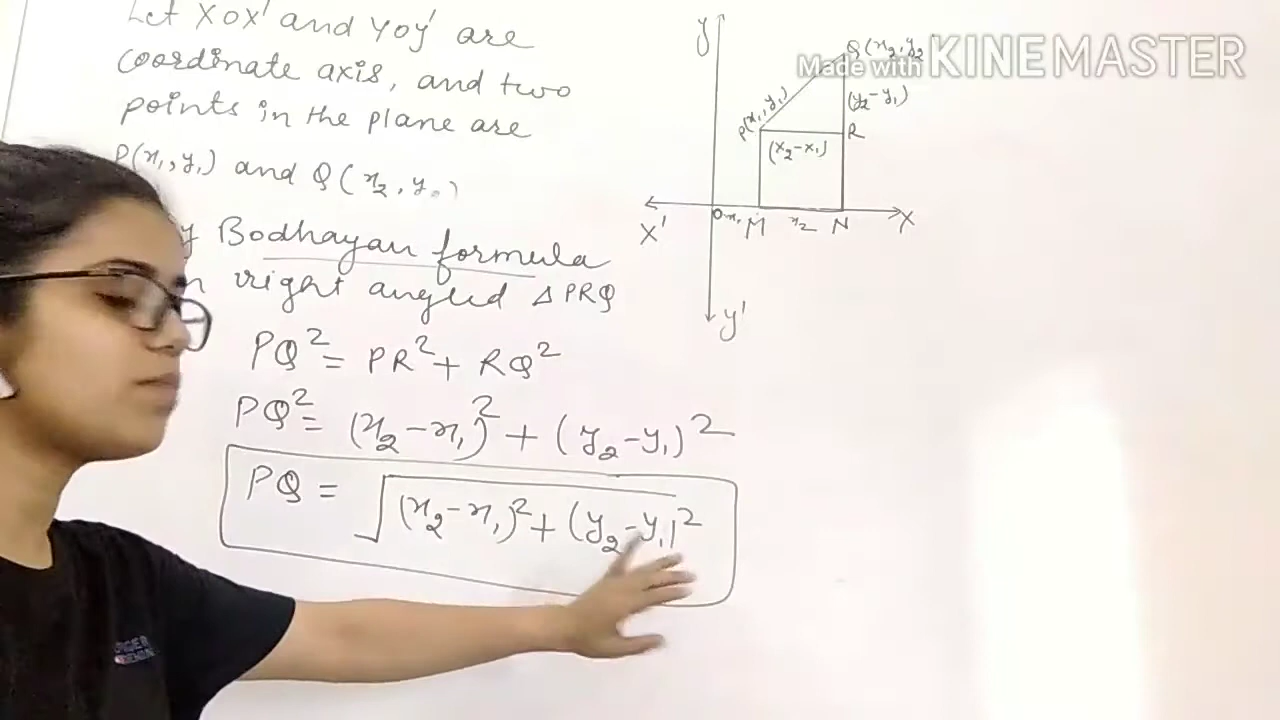 Let XOX' and YOY' are
coordinate axis, and two
points in the plane are
P(x₁, y₁) and Q(x₂, y
Bodhayan formula
right angled Δ PRQ
PQ² = PR² + RQ²
PQ² = (x₂-x₁)² + (y₂-y₁)²
PQ = √(x₂-x₁)² + (y₂-y₁)²
y
Q(x₂, y₂
Made with KINEMASTER
P(x₁, y₁)
(y₂-y₁)
R
(x₂-x₁)
X'
O x₁ M x₂ N X
y'